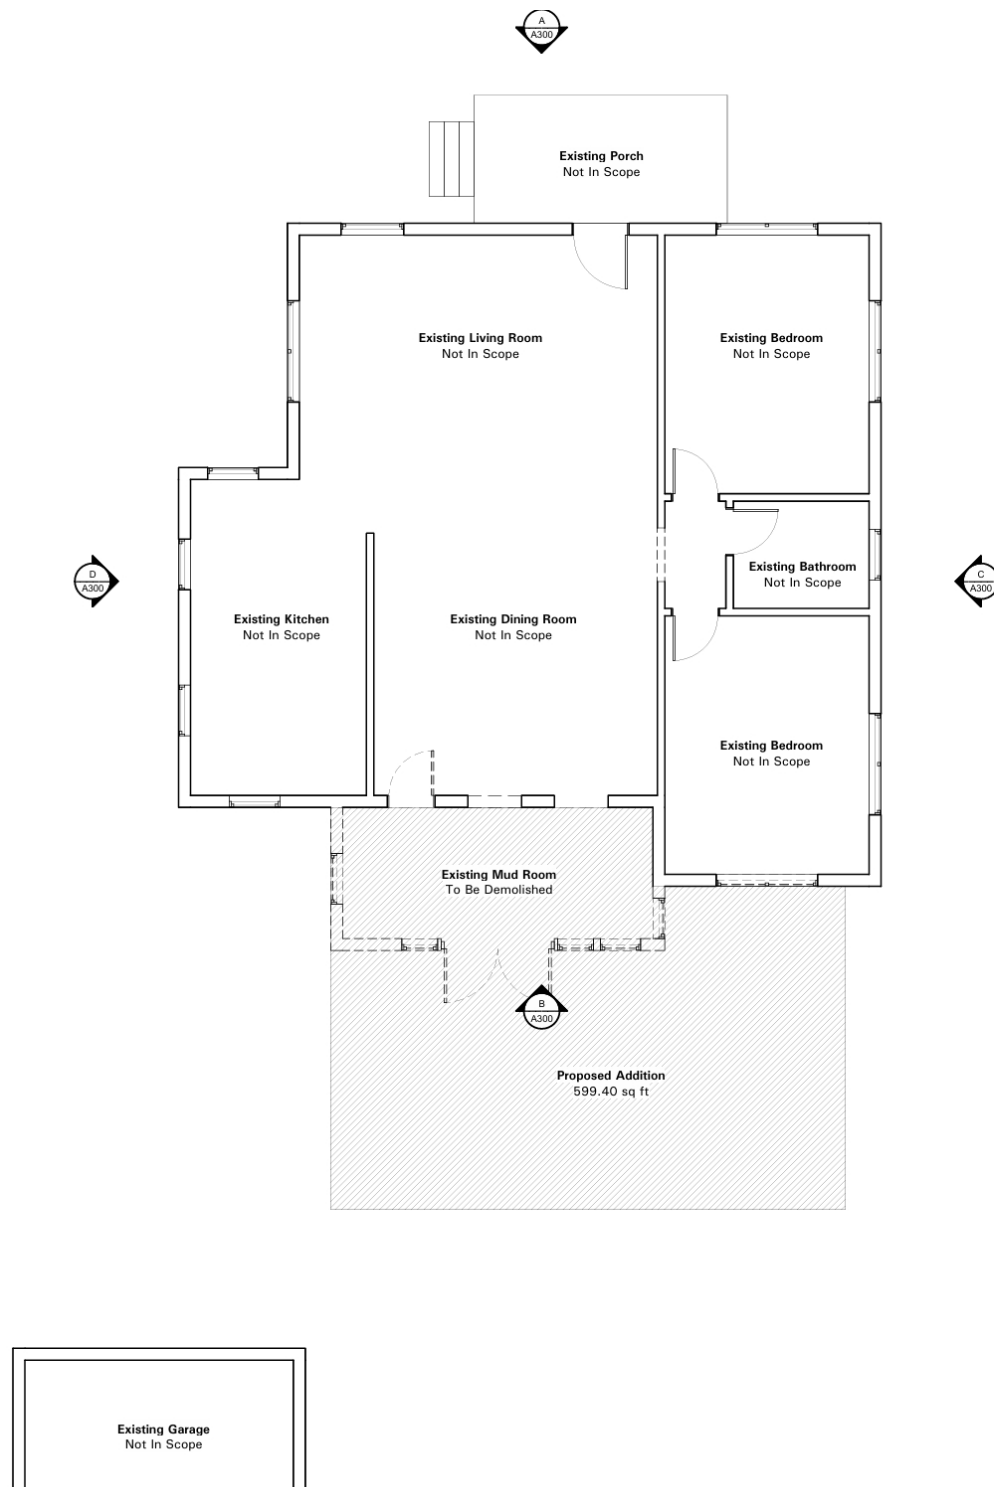 A
A300
Existing Porch
Not In Scope
Existing Living Room
Not In Scope
Existing Bedroom
Not In Scope
D
A300
C
A300
Existing Bathroom
Not In Scope
Existing Kitchen
Not In Scope
Existing Dining Room
Not In Scope
Existing Bedroom
Not In Scope
Existing Mud Room
To Be Demolished
B
A300
Proposed Addition
599.40 sq ft
Existing Garage
Not In Scope